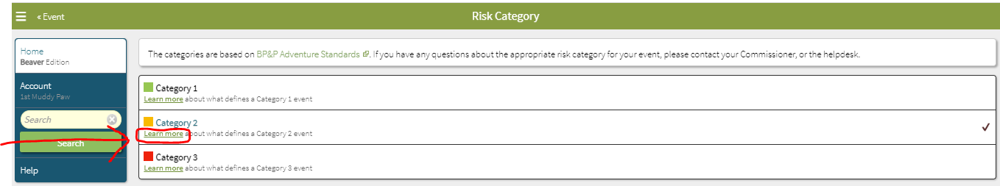 « Event
Risk Category
Home
Beaver Edition
Account
1st Muddy Paw
Search
Search
Help
The categories are based on BP&P Adventure Standards. If you have any questions about the appropriate risk category for your event, please contact your Commissioner, or the helpdesk.
Category 1
Learn more about what defines a Category 1 event
Category 2
Learn more about what defines a Category 2 event
Category 3
Learn more about what defines a Category 3 event